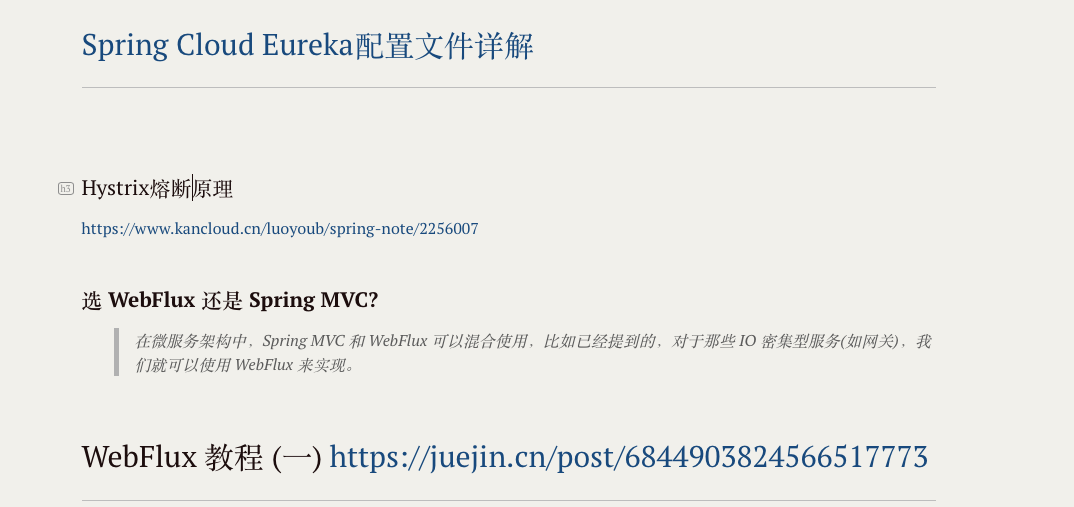 Spring Cloud Eureka配置文件详解
h3 Hystrix熔断原理
https://www.kancloud.cn/luoyoub/spring-note/2256007
选 WebFlux 还是 Spring MVC?
在微服务架构中，Spring MVC 和 WebFlux 可以混合使用，比如已经提到的，对于那些 IO 密集型服务(如网关)，我
们就可以使用 WebFlux 来实现。
WebFlux 教程 (一) https://juejin.cn/post/6844903824566517773